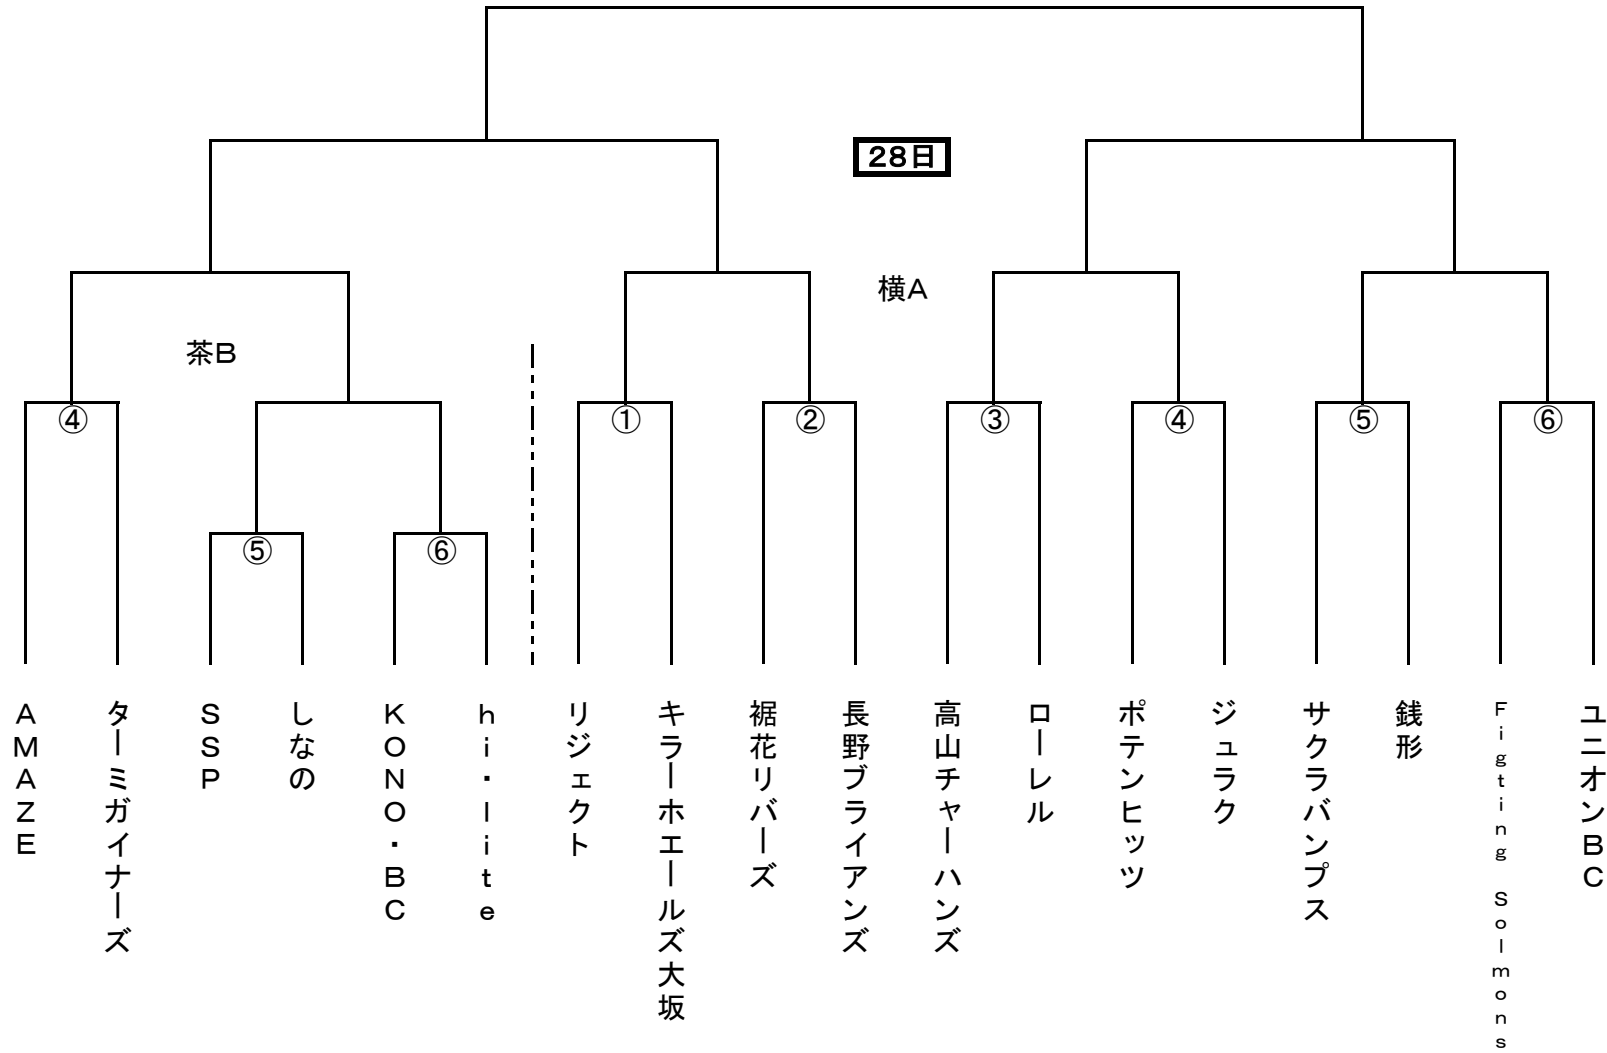 28日
横A
茶B
④
①
②
③
④
⑤
⑥
⑤
⑥
AMAZE
ターミガイナーズ
SSP
しなの
KONO・BC
hi・lite
リジェクト
キラーホエールズ大坂
裾花リバーズ
長野ブライアンズ
高山チャーハンズ
ローレル
ポテンヒッツ
ジュラク
サクラバンプス
銭形
Figting Solmons
ユニオンBC